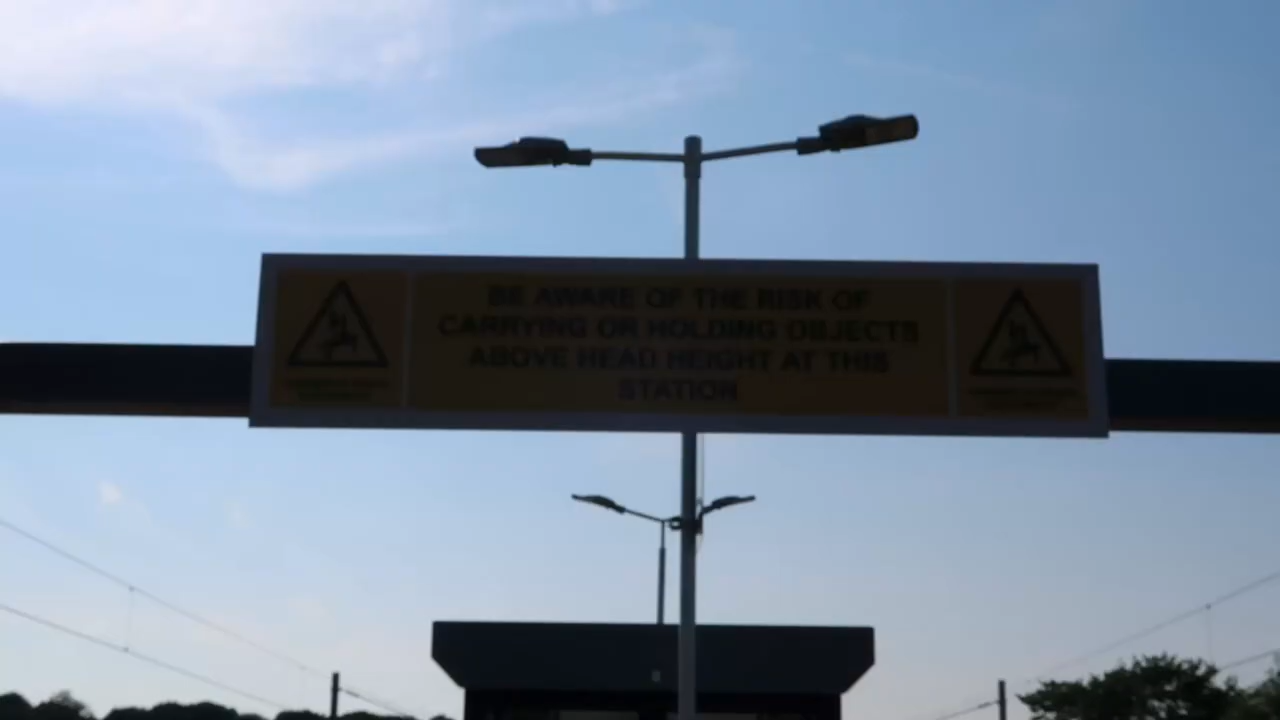 BE AWARE OF THE RISK OF
CARRYING OR HOLDING OBJECTS
ABOVE HEAD HEIGHT AT THIS
STATION